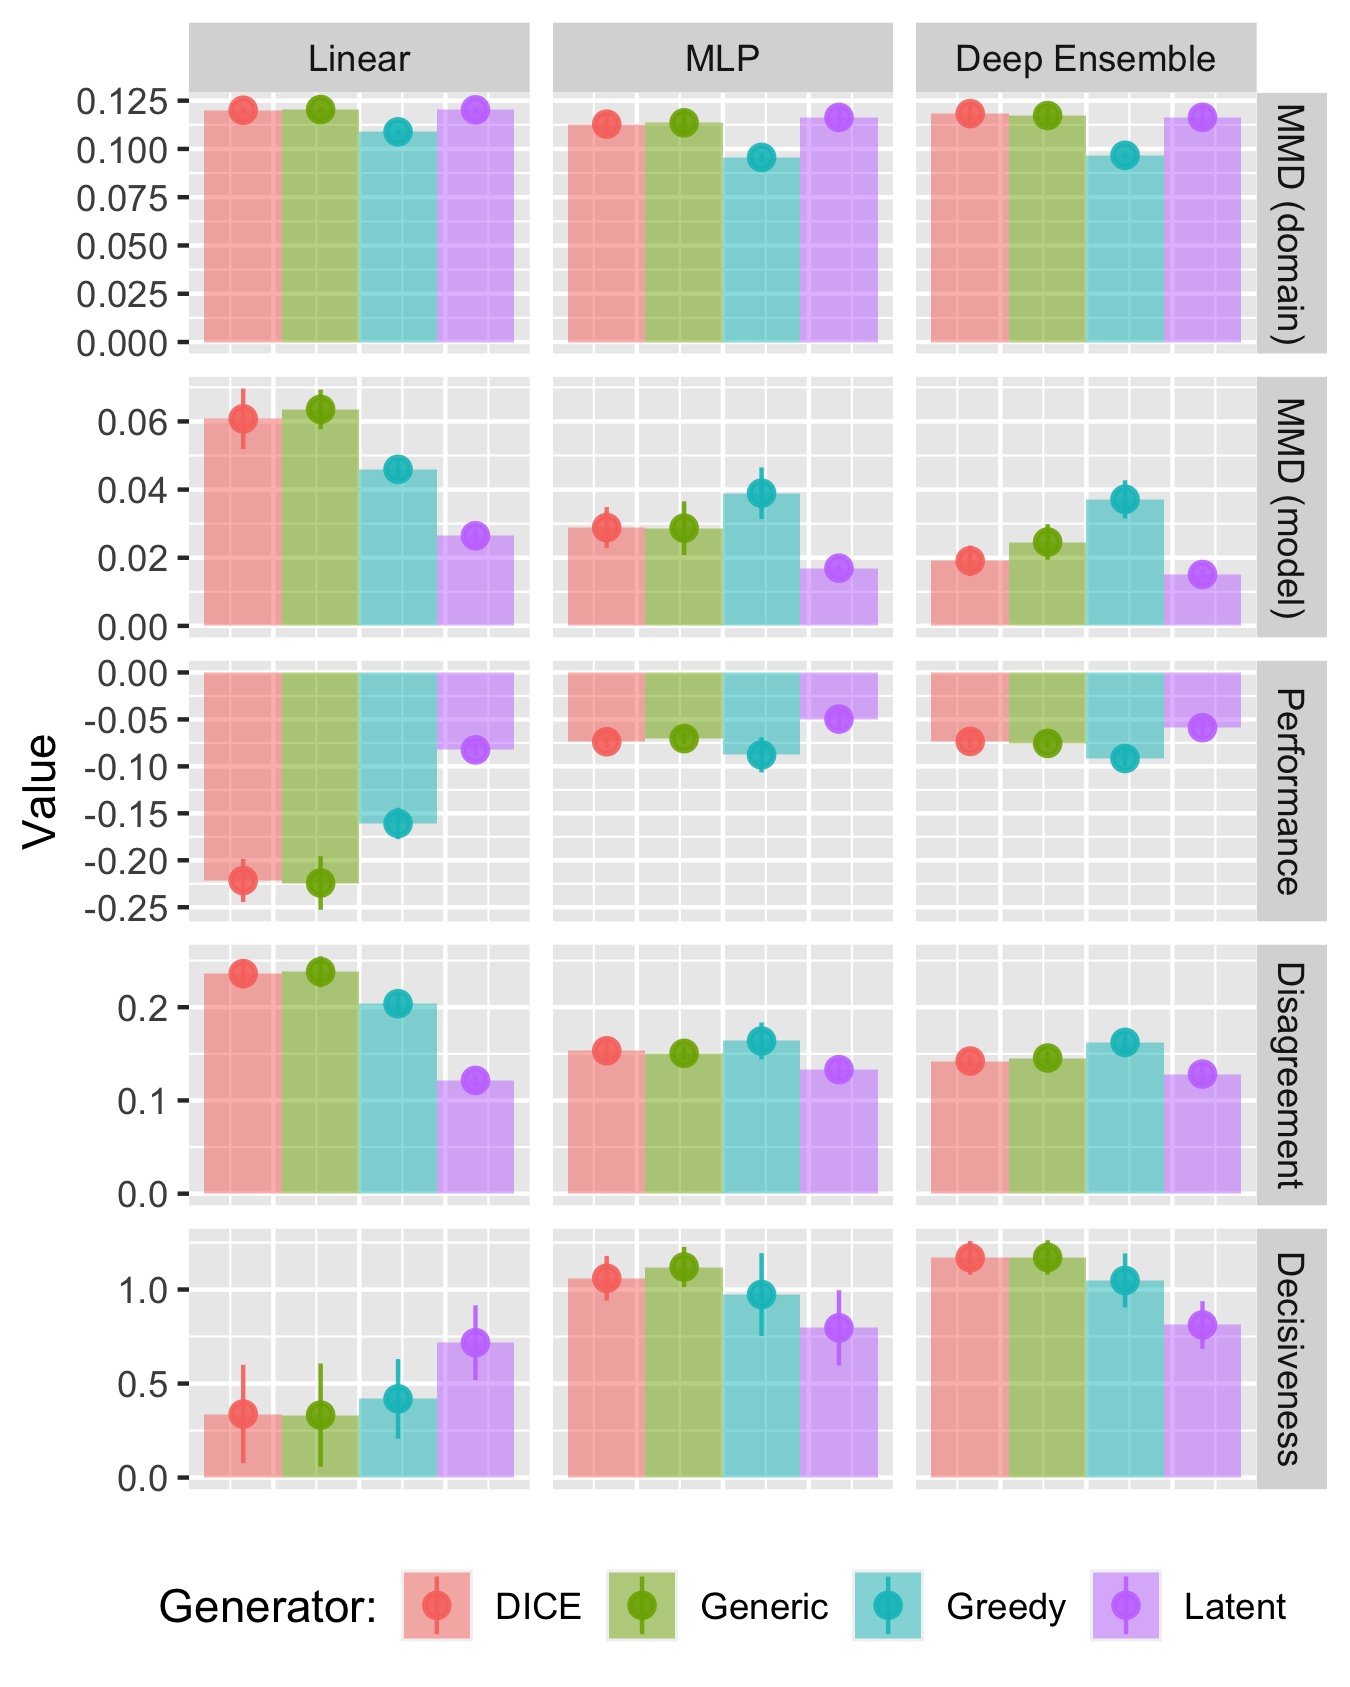 Linear
MLP
Deep Ensemble
0.125
0.100
0.075
0.050
0.025
0.000
MMD (domain)
0.06
0.04
0.02
0.00
MMD (model)
0.00
-0.05
-0.10
-0.15
-0.20
-0.25
Performance
Value
0.2
0.1
0.0
Disagreement
1.0
0.5
0.0
Decisiveness
Generator: DICE Generic Greedy Latent